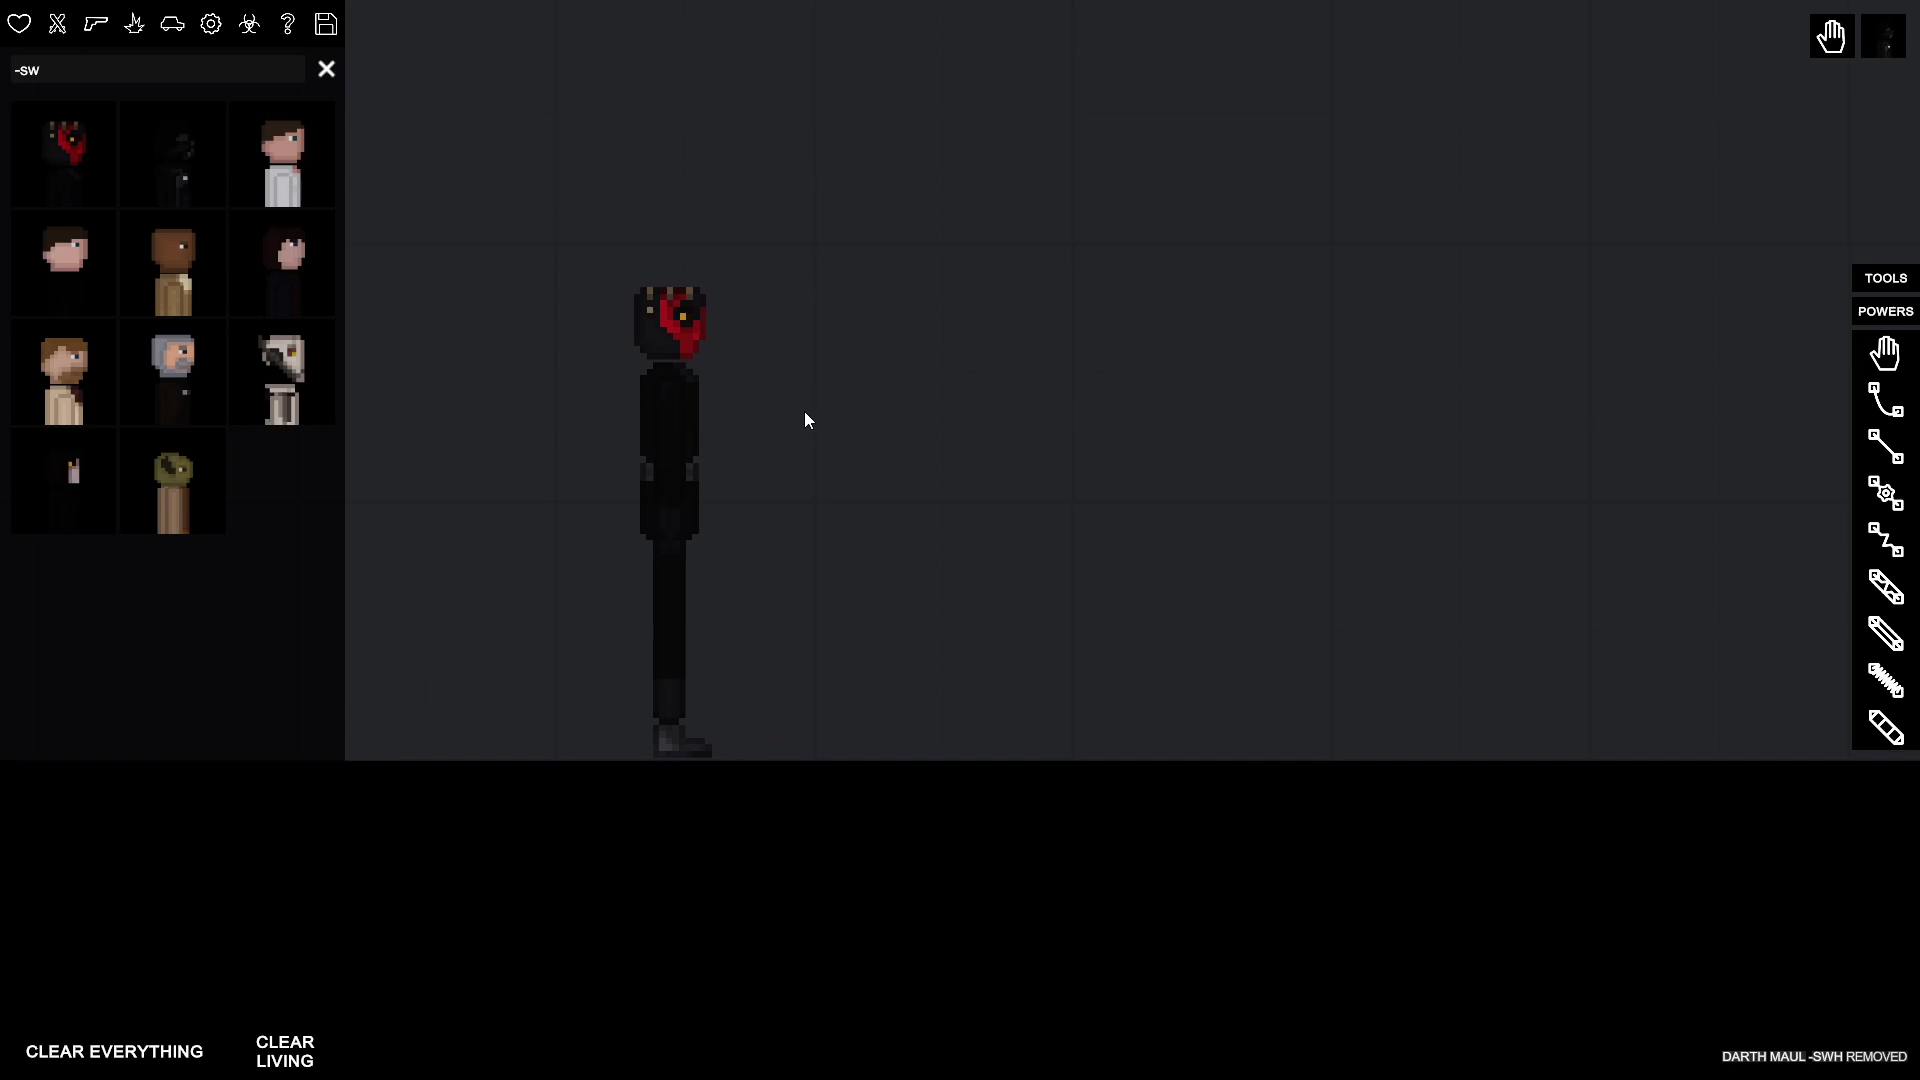 -sw
TOOLS
POWERS
CLEAR EVERYTHING
CLEAR
LIVING
DARTH MAUL -SWH REMOVED